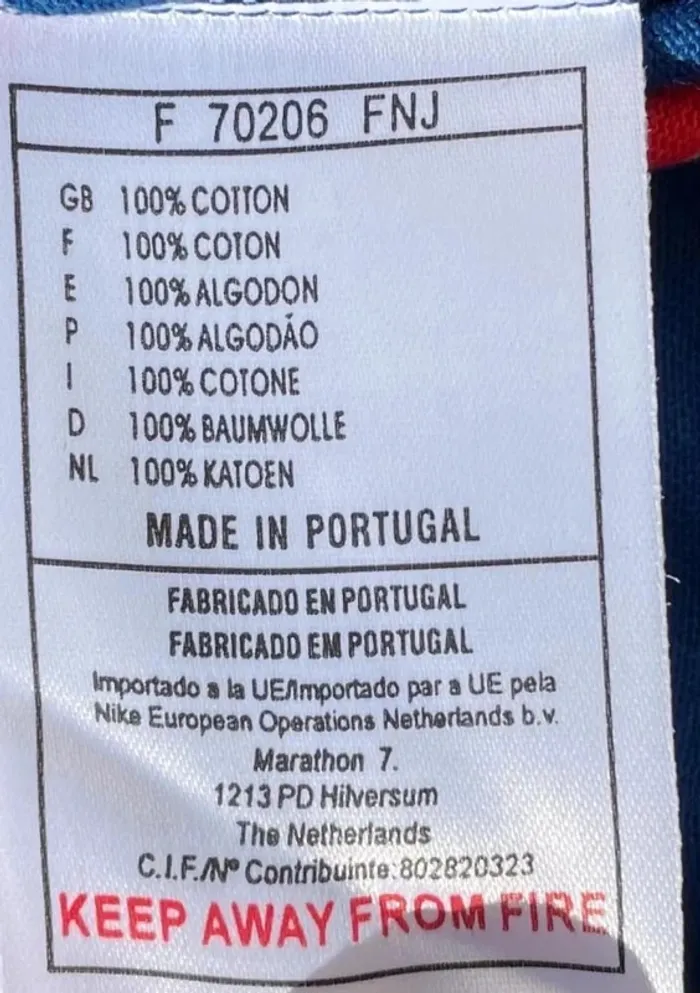 F 70206 FNJ
GB 100% COTTON
F 100% COTON
E 100% ALGODON
P 100% ALGODÃO
I 100% COTONE
D 100% BAUMWOLLE
NL 100% KATOEN
MADE IN PORTUGAL
FABRICADO EN PORTUGAL
FABRICADO EM PORTUGAL
Importado a la UE/Importado par a UE pela
Nike European Operations Netherlands b.v.
Marathon 7.
1213 PD Hilversum
The Netherlands
C.I.F./Nº Contribuinte:802820323
KEEP AWAY FROM FIRE